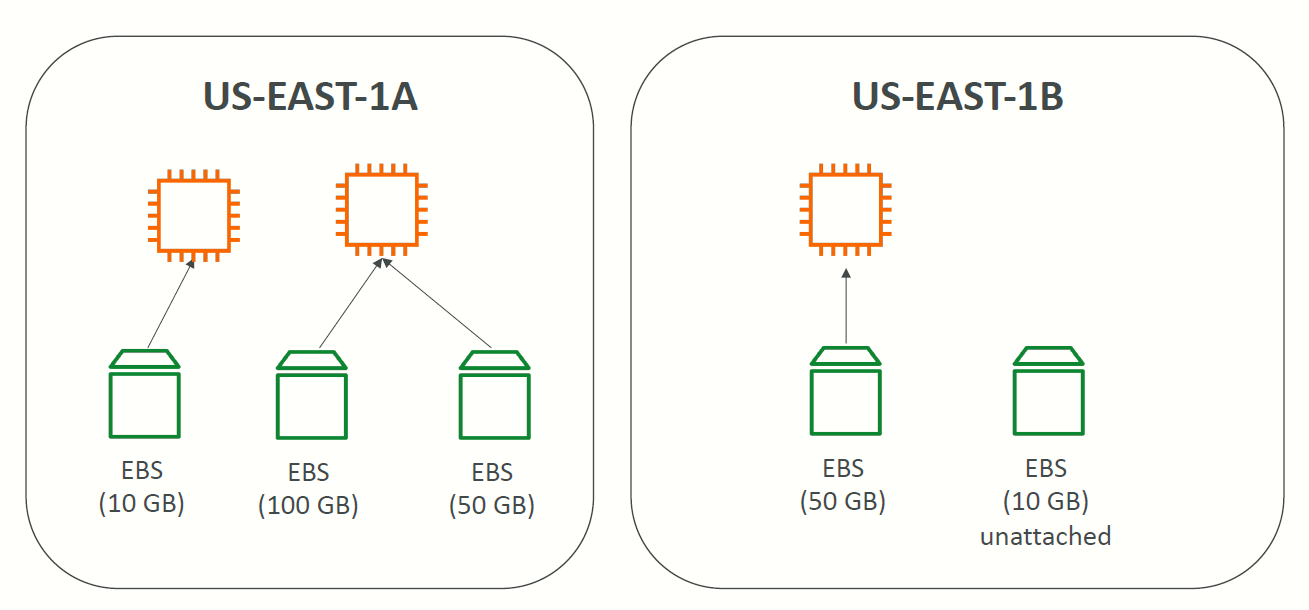 US-EAST-1A
EBS
(10 GB)
EBS
(100 GB)
EBS
(50 GB)
US-EAST-1B
EBS
(50 GB)
EBS
(10 GB)
unattached